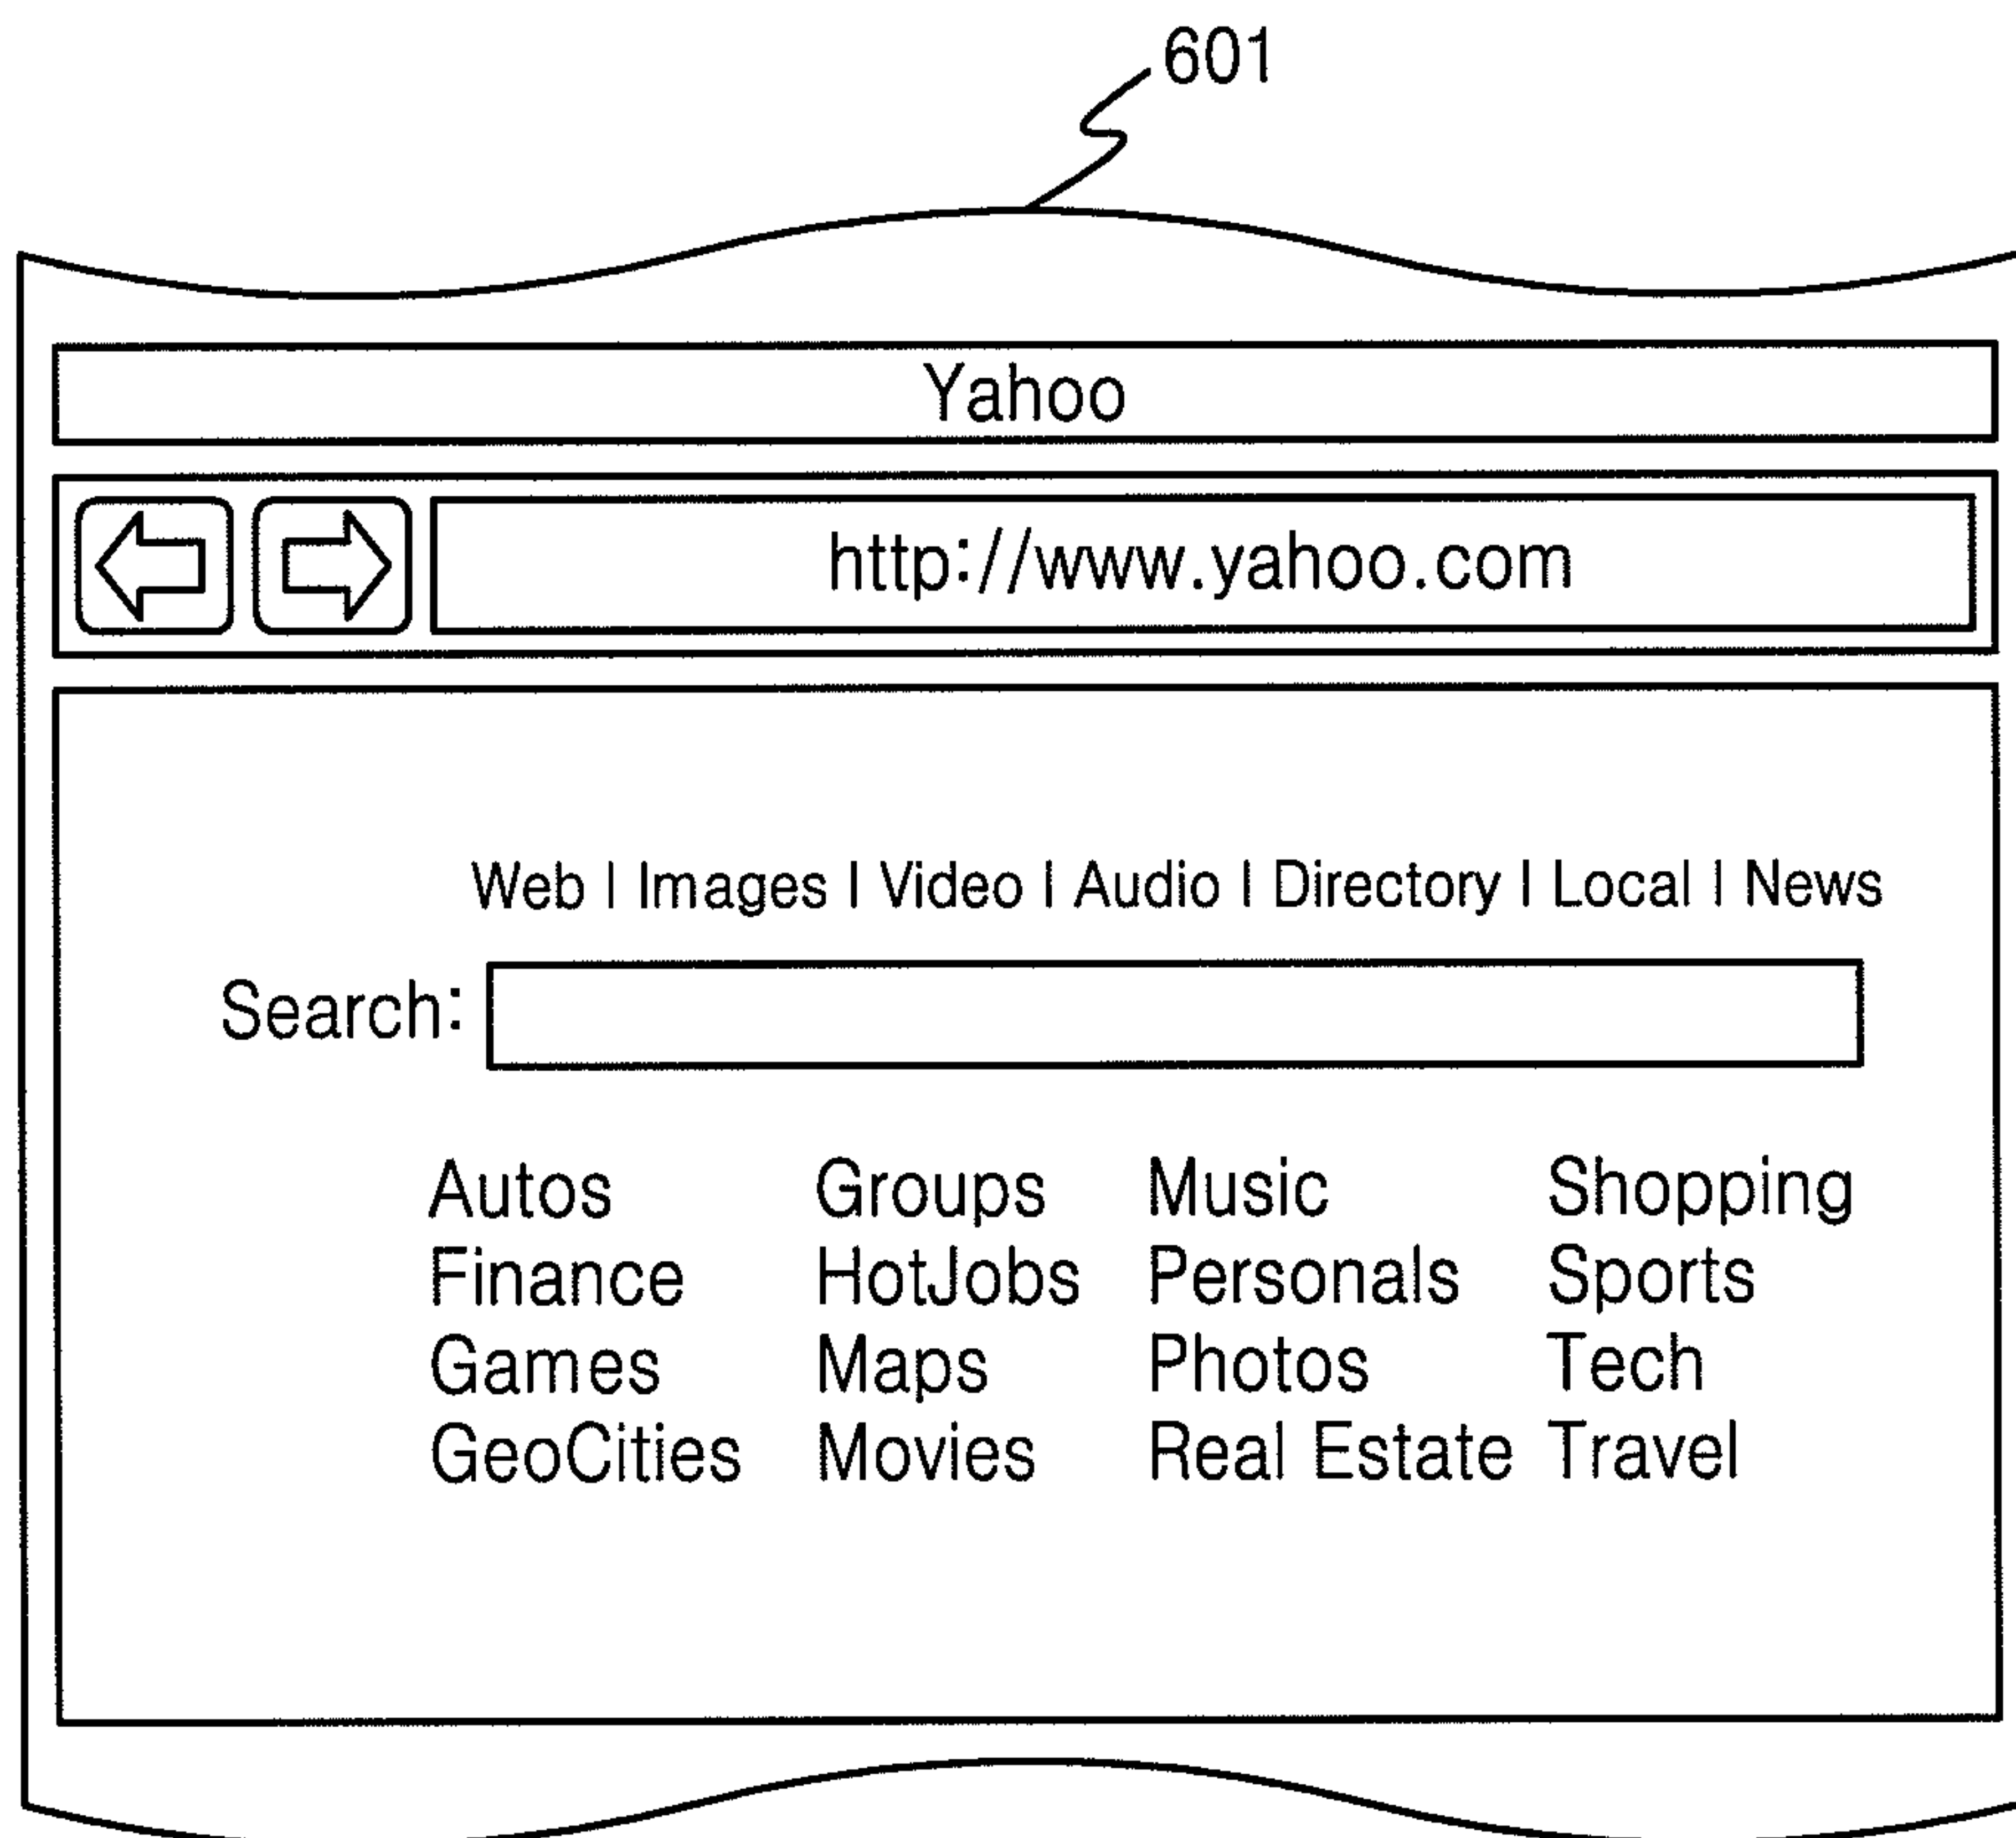 601
Yahoo
http://www.yahoo.com
Web | Images | Video | Audio | Directory | Local | News
Search:
Autos Groups Music Shopping
Finance HotJobs Personals Sports
Games Maps Photos Tech
GeoCities Movies Real Estate Travel